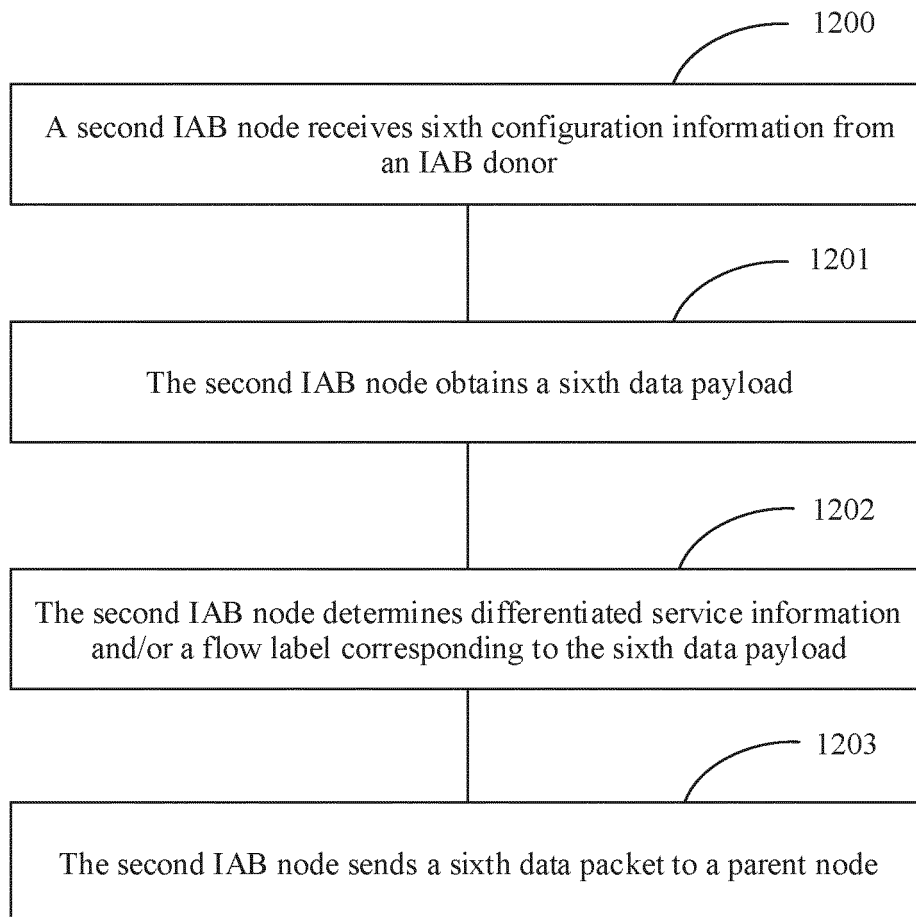 1200
A second IAB node receives sixth configuration information from
an IAB donor
1201
The second IAB node obtains a sixth data payload
1202
The second IAB node determines differentiated service information
and/or a flow label corresponding to the sixth data payload
1203
The second IAB node sends a sixth data packet to a parent node